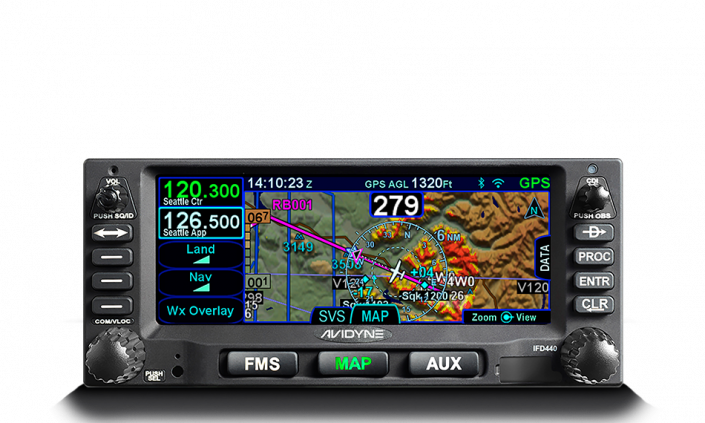 VOL
PUSH SQ/ID
COM/VLOC
PUSH
SEL
120.300
Seattle Ctr
126.500
Seattle App
Land
Nav
Wx Overlay
14:10:23 Z
GPS AGL 1320Ft
GPS
RB001
279
N
067
3149
30
33
N
6 NM
+04
4W0
V120
Sqk 1200 26
001
15
6
DATA
SVS
MAP
Zoom
View
AVIDYNE
IFD440
FMS
MAP
AUX
CDI
PUSH OBS
D
PROC
ENTR
CLR